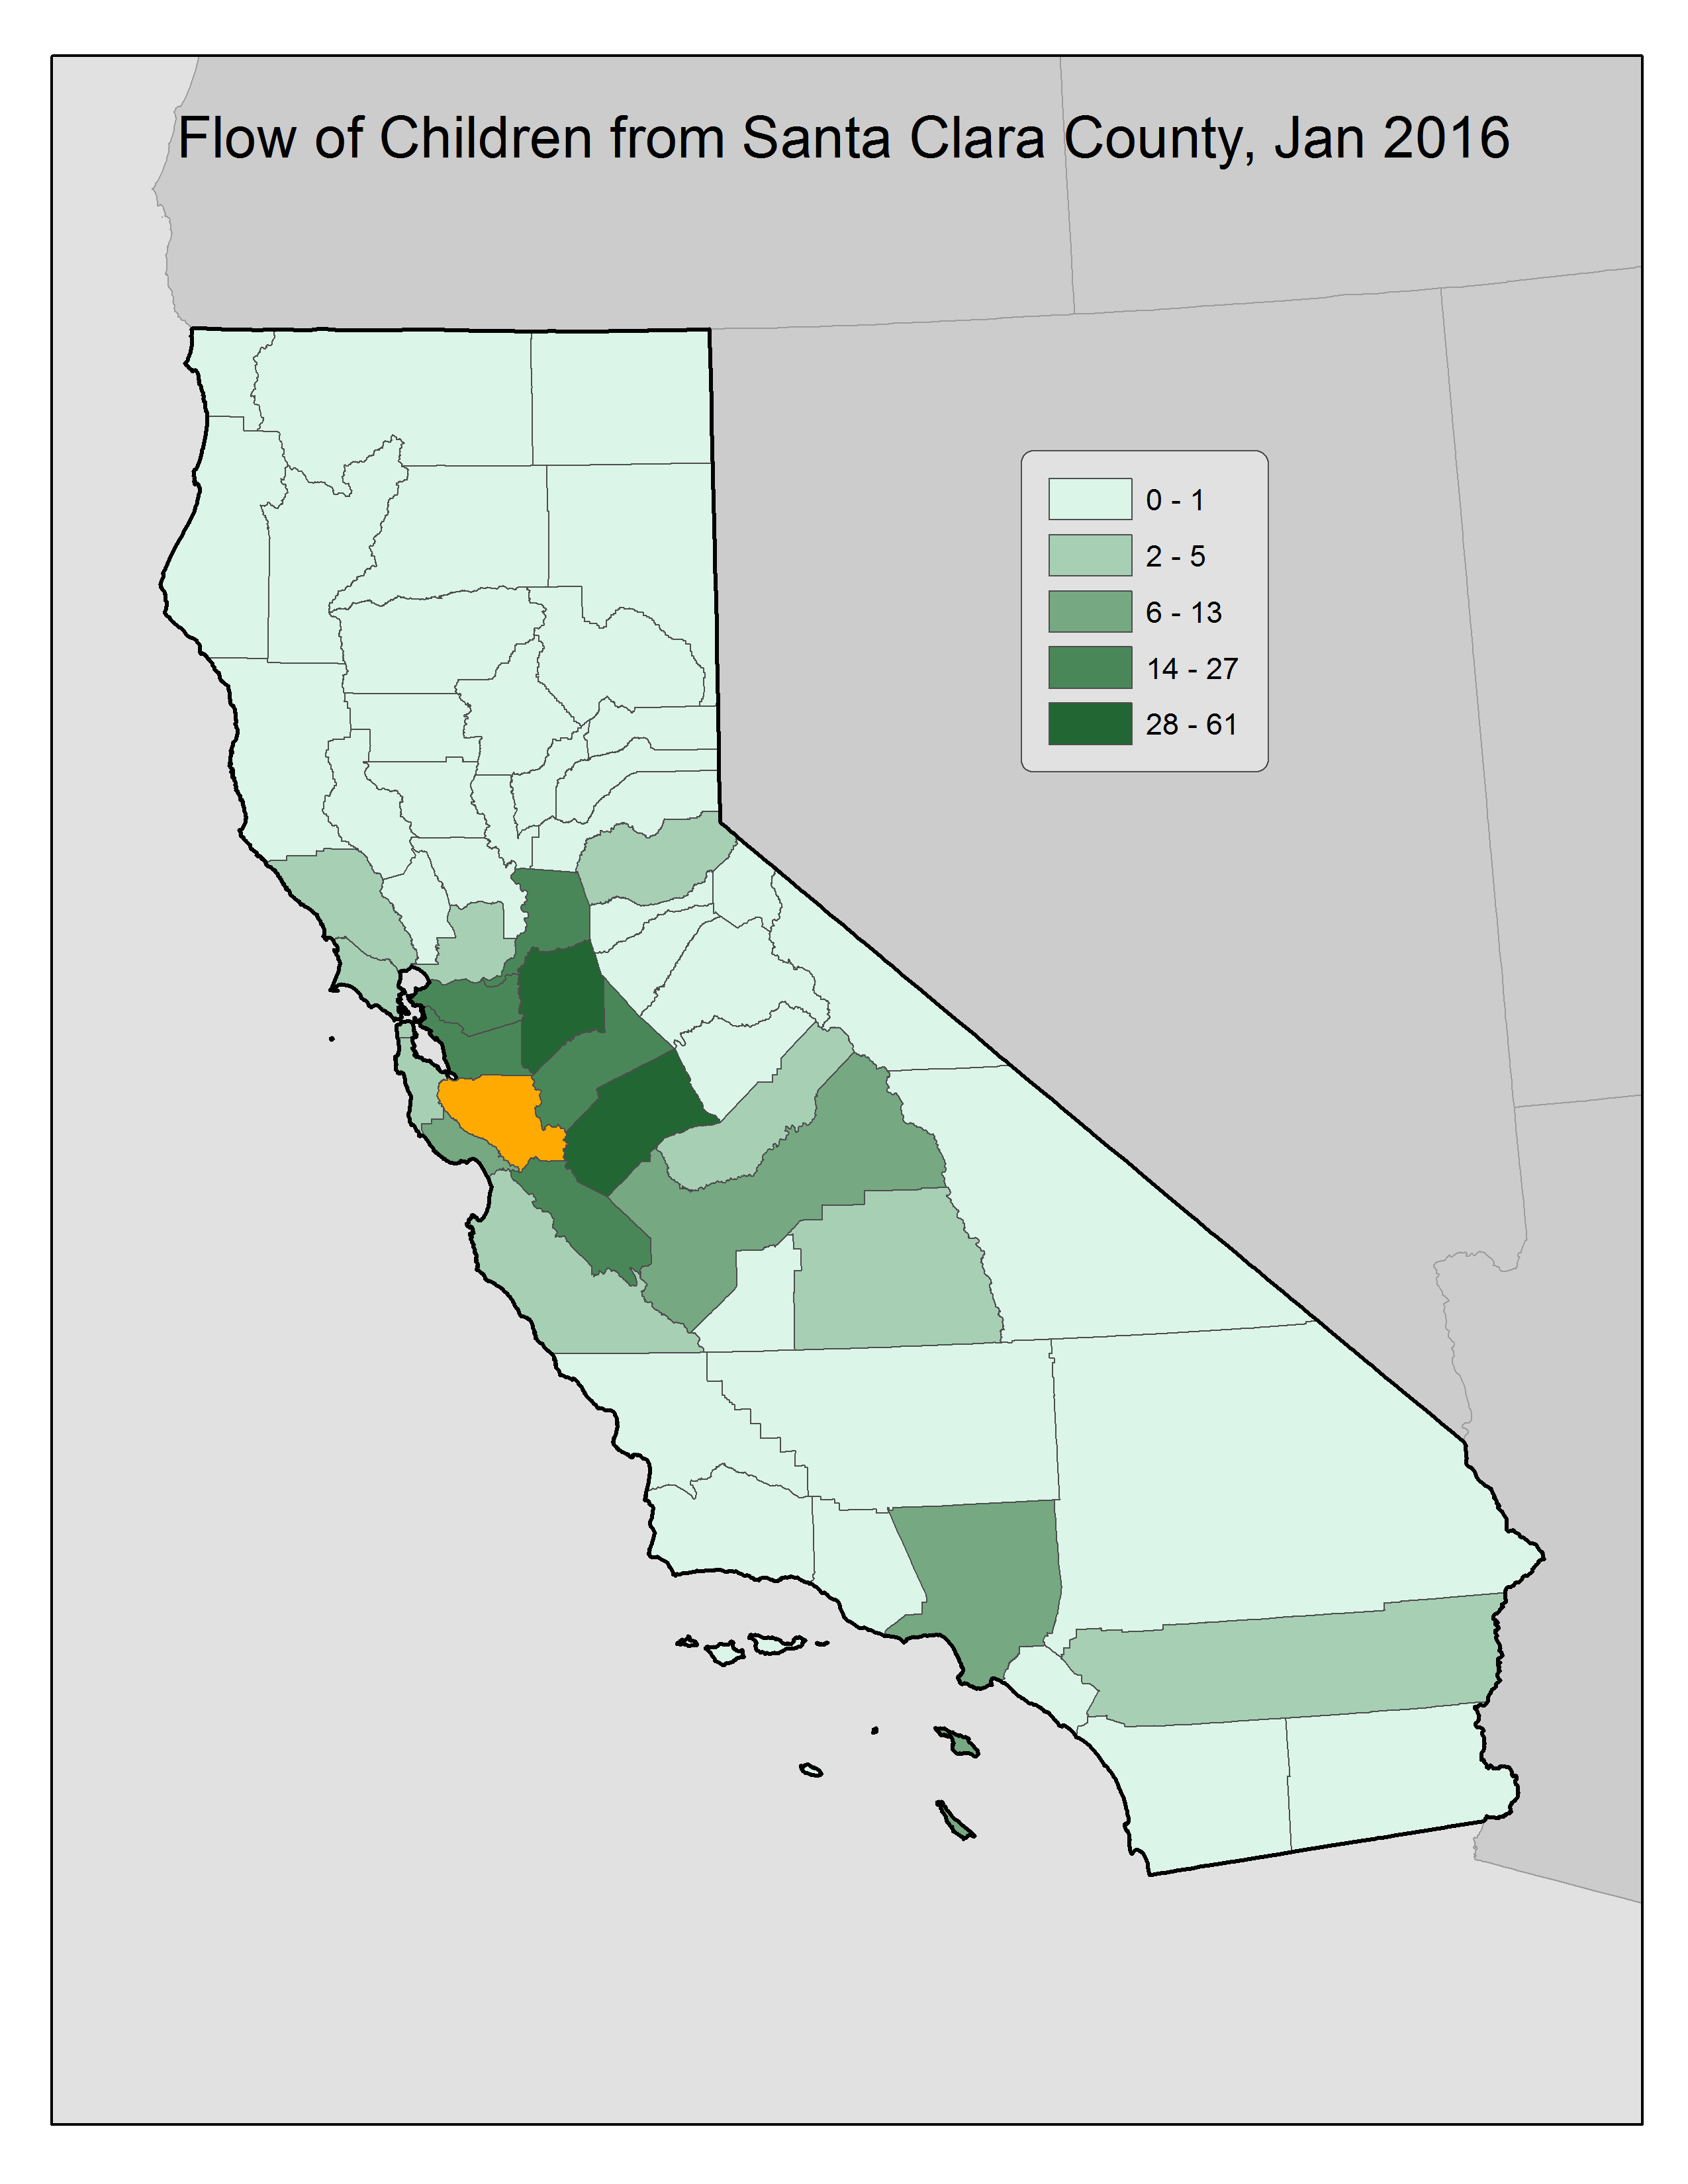 Flow of Children from Santa Clara County, Jan 2016
0 - 1
2 - 5
6 - 13
14 - 27
28 - 61